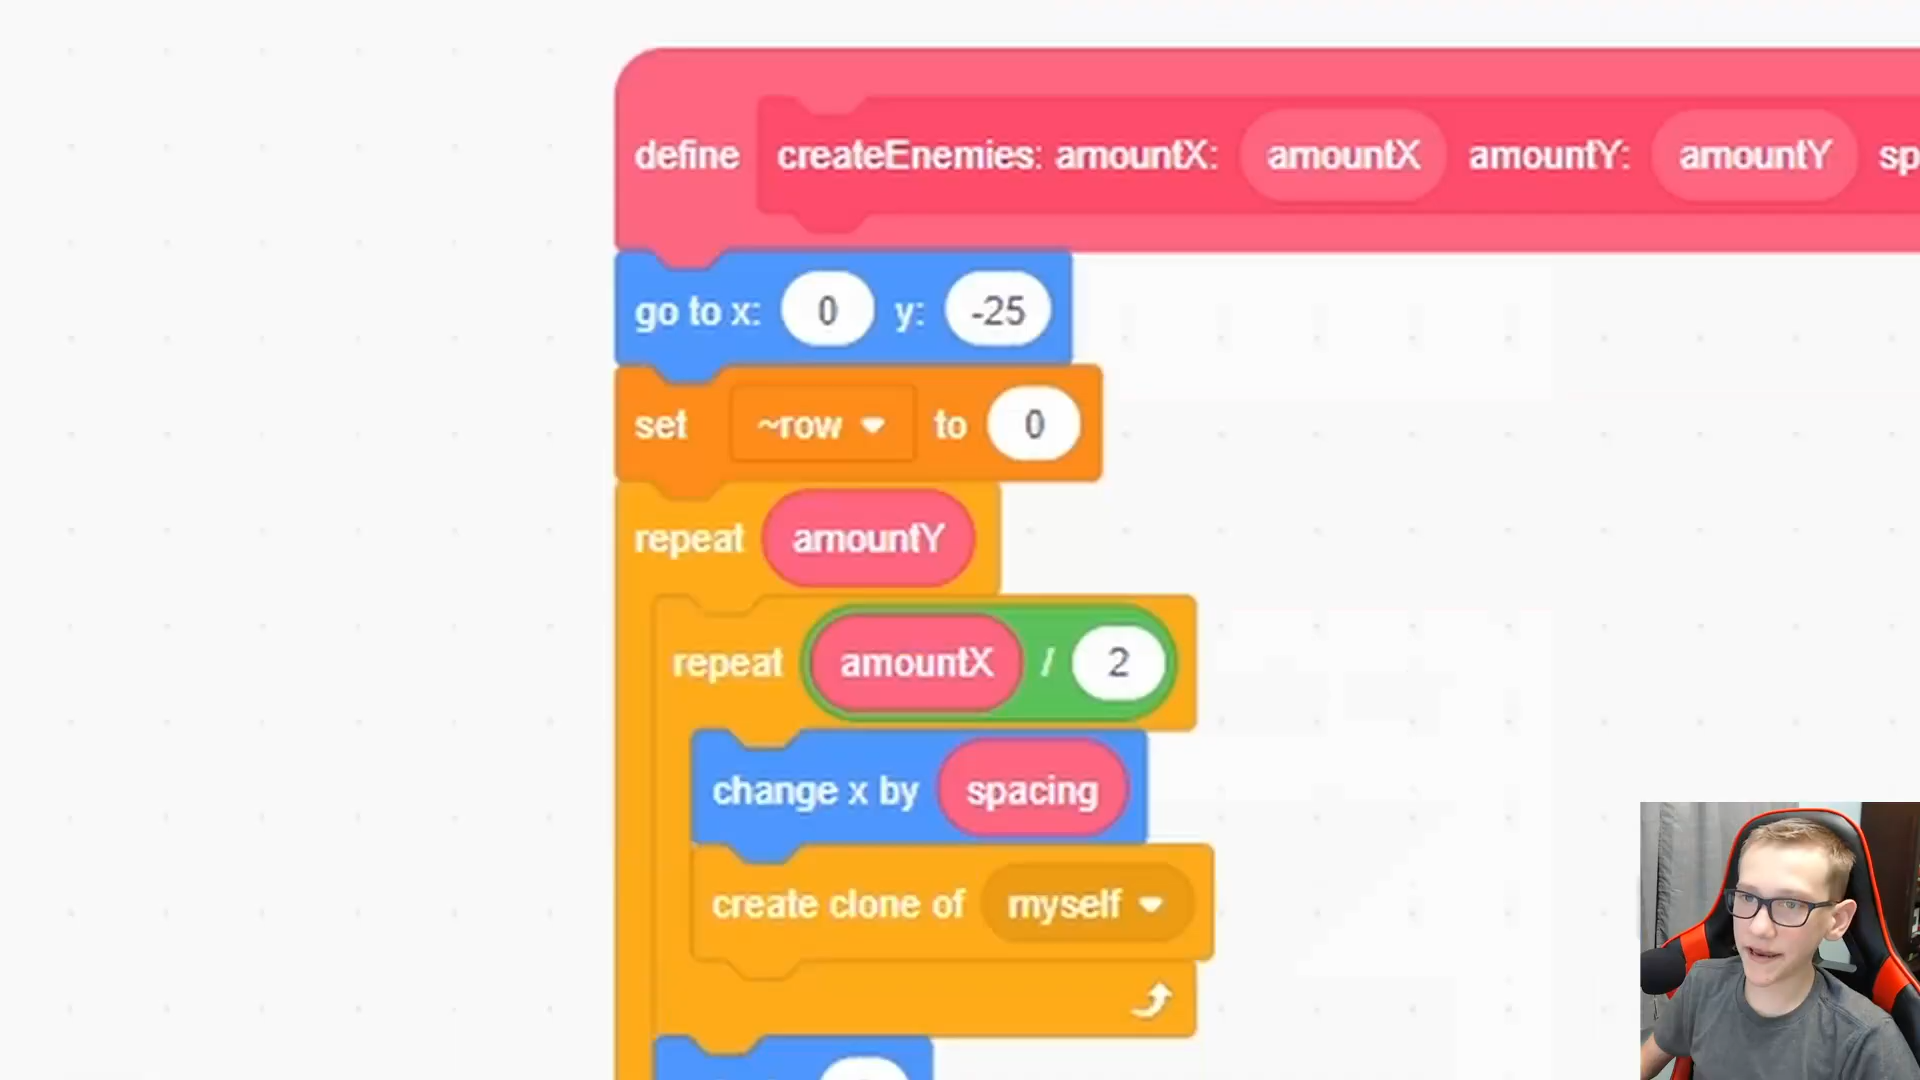 define createEnemies: amountX: amountX amountY: amountY sp
go to x: 0 y: -25
set ~row to 0
repeat amountY
repeat amountX / 2
change x by spacing
create clone of myself